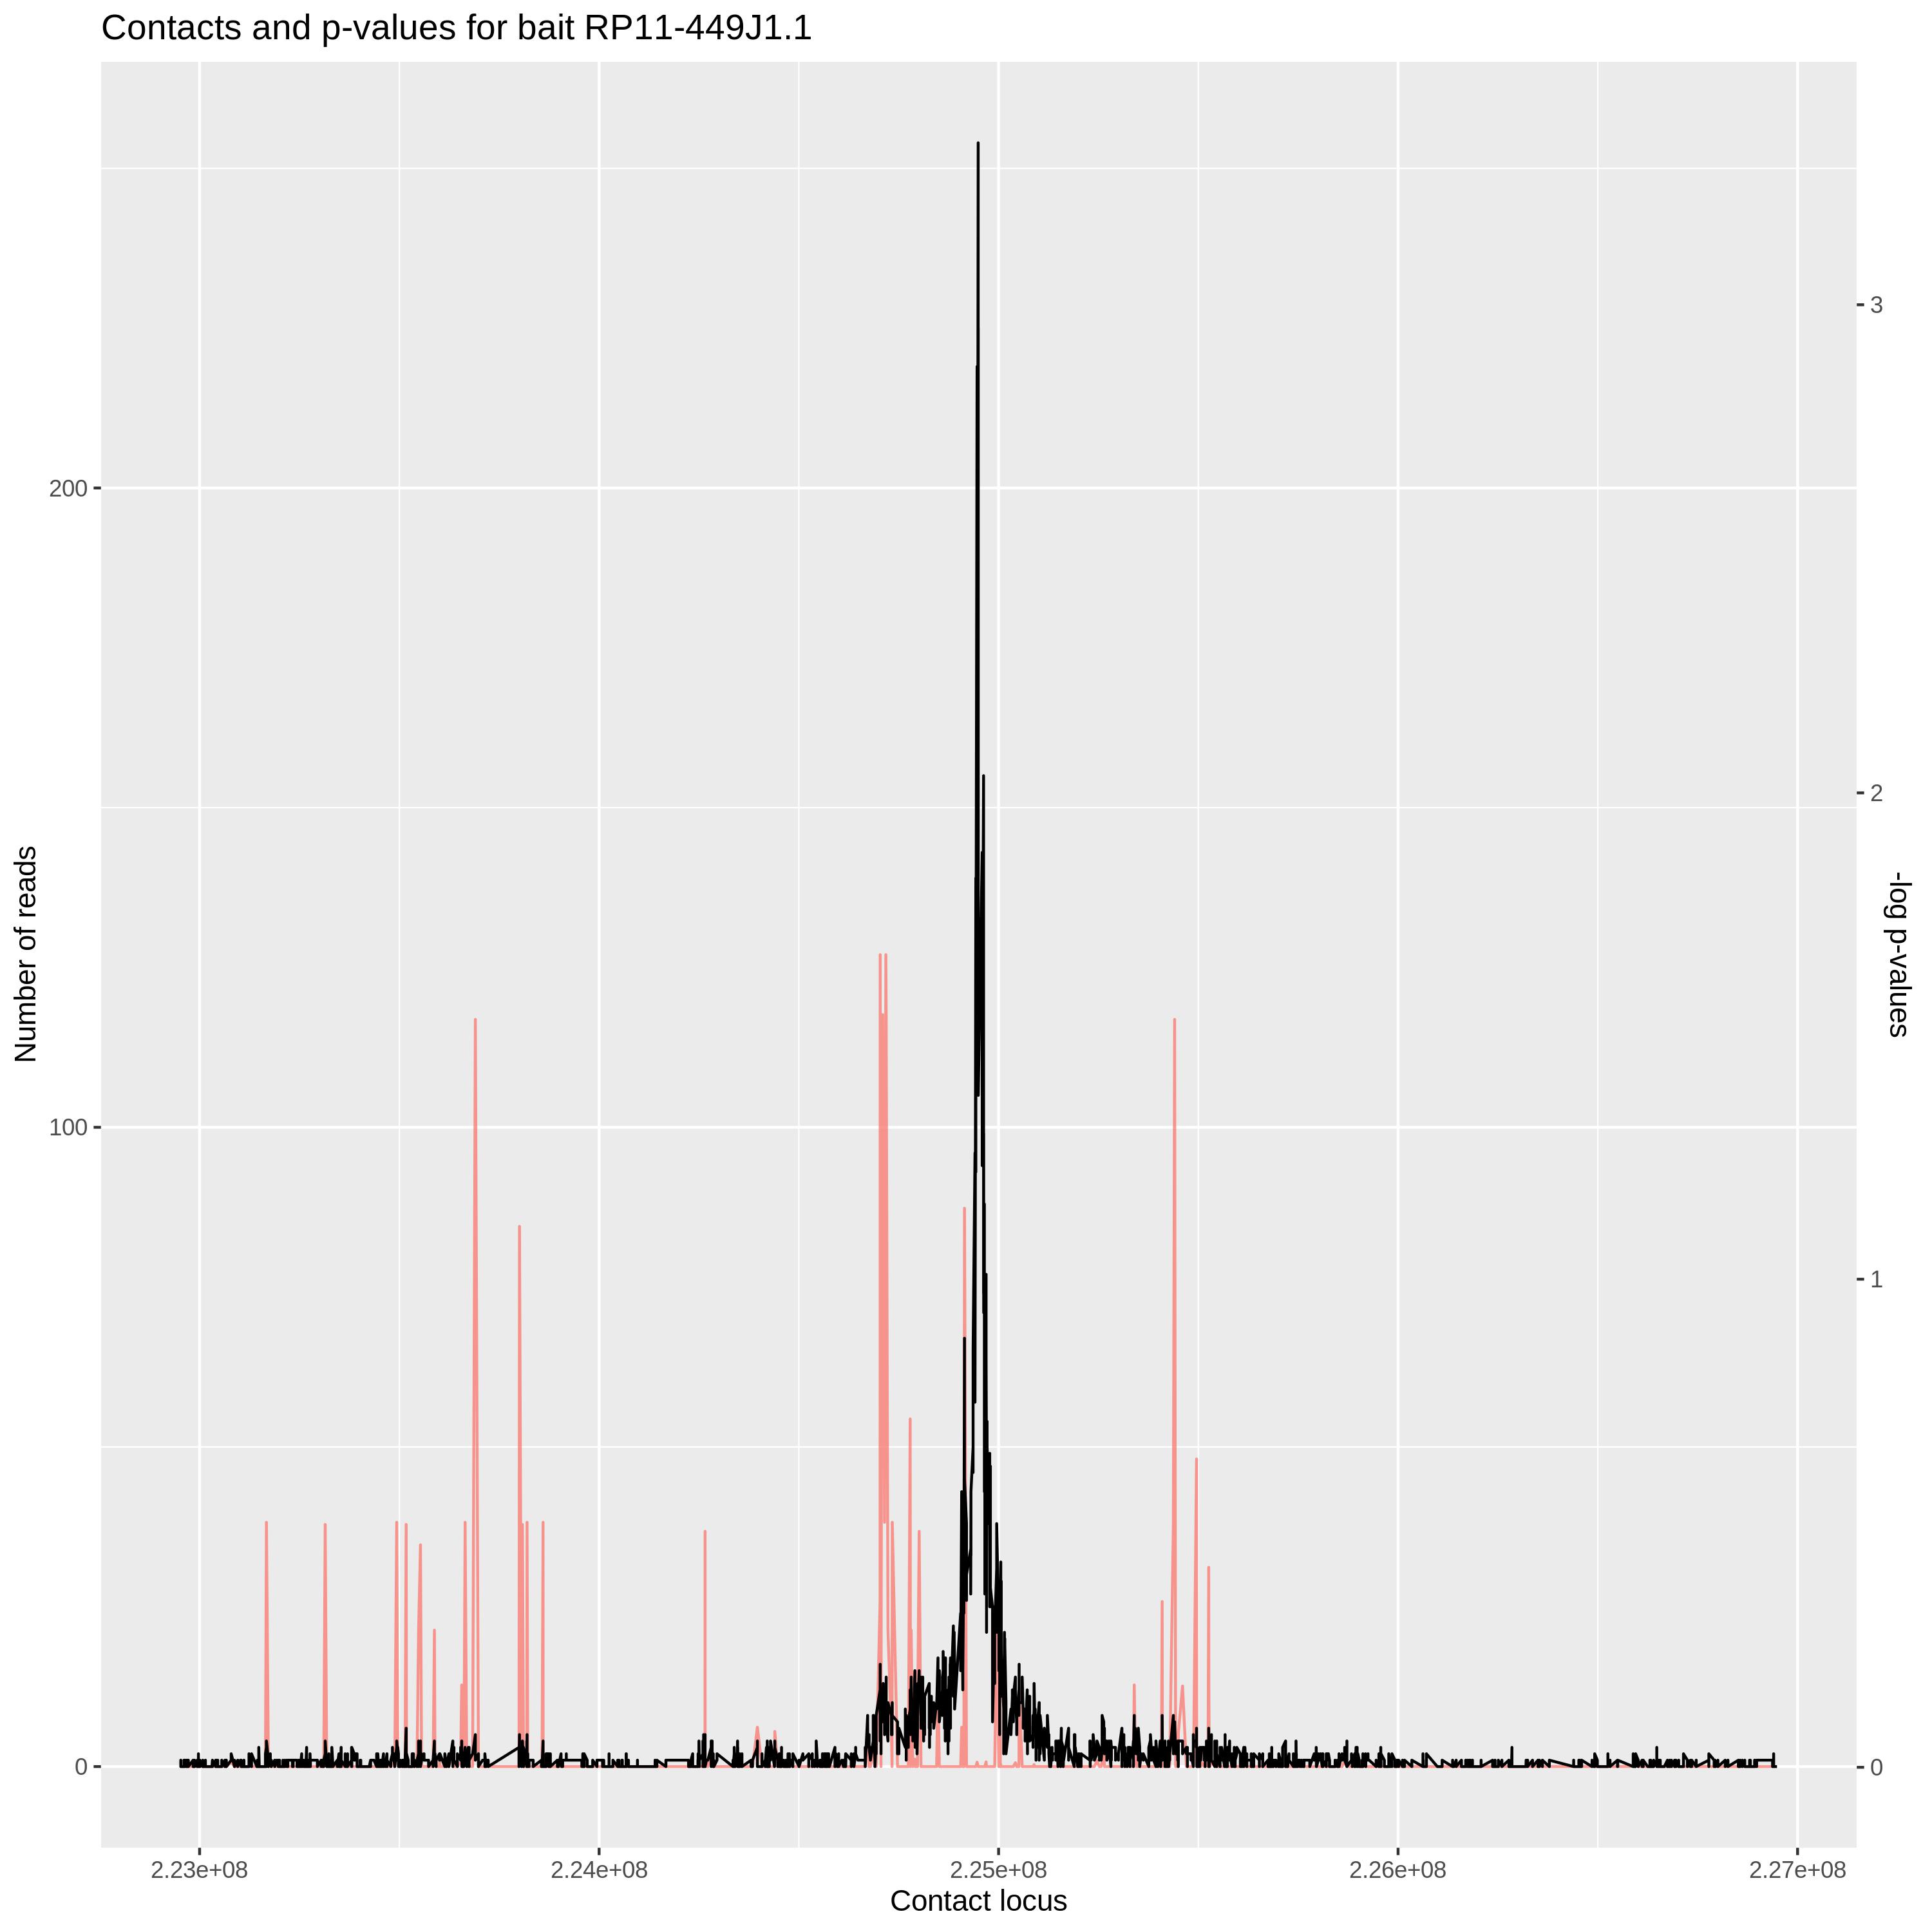 Contacts and p-values for bait RP11-449J1.1
Number of reads
200
100
0
3
2
1
0
-log p-values
2.23e+08
2.24e+08
2.25e+08
2.26e+08
2.27e+08
Contact locus